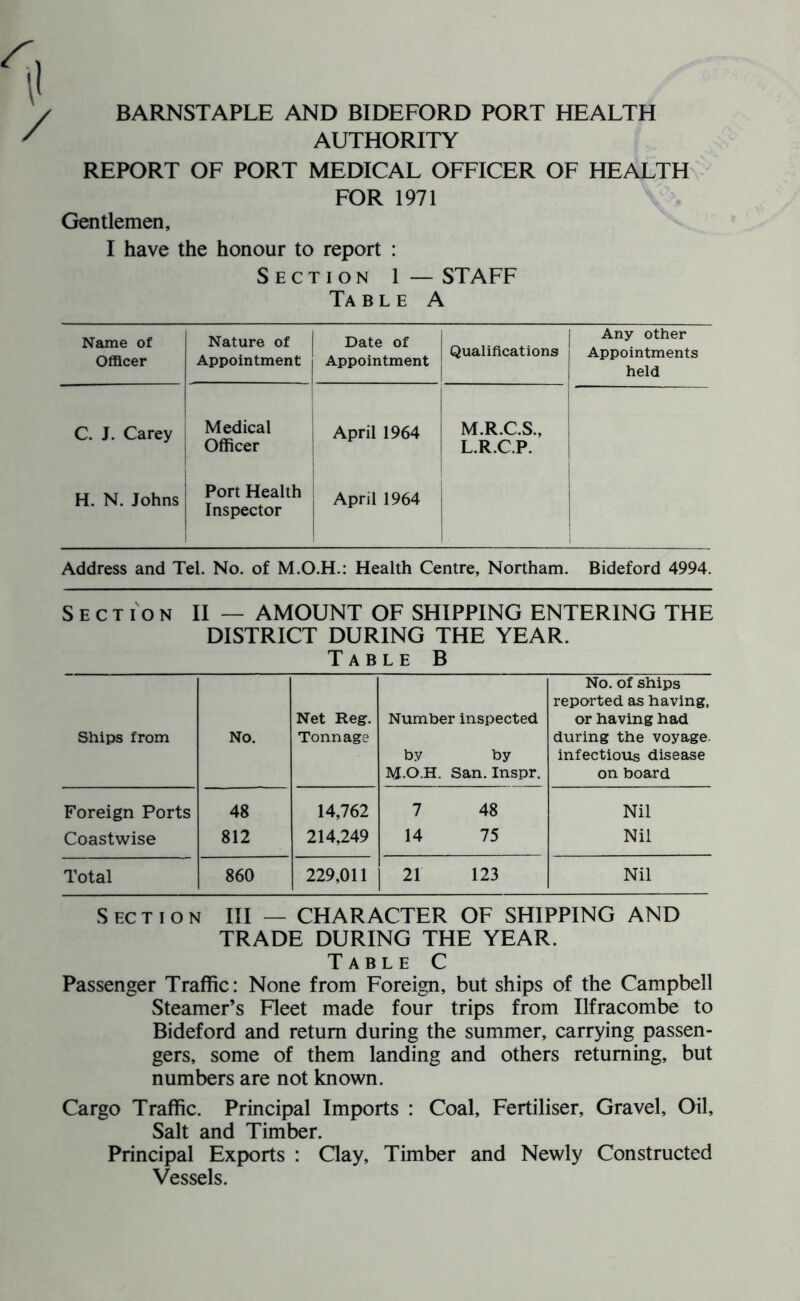 BARNSTAPLE AND BIDEFORD PORT HEALTH
AUTHORITY
REPORT OF PORT MEDICAL OFFICER OF HEALTH
FOR 1971
Gentlemen,
I have the honour to report :
Section 1 — STAFF
Table A
Name of Officer | Nature of Appointment | Date of Appointment | Qualifications | Any other Appointments held
C. J. Carey | Medical Officer | April 1964 | M.R.C.S., L.R.C.P.
H. N. Johns | Port Health Inspector | April 1964
Address and Tel. No. of M.O.H.: Health Centre, Northam. Bideford 4994.
Section II — AMOUNT OF SHIPPING ENTERING THE
DISTRICT DURING THE YEAR.
Table B
Ships from | No. | Net Reg. Tonnage | Number inspected by M.O.H. by San. Inspr. | No. of ships reported as having, or having had during the voyage. infectious disease on board
Foreign Ports | 48 | 14,762 | 7 48 | Nil
Coastwise | 812 | 214,249 | 14 75 | Nil
Total | 860 | 229,011 | 21 123 | Nil
Section III — CHARACTER OF SHIPPING AND
TRADE DURING THE YEAR.
Table C
Passenger Traffic: None from Foreign, but ships of the Campbell
Steamer's Fleet made four trips from Ilfracombe to
Bideford and return during the summer, carrying passen-
gers, some of them landing and others returning, but
numbers are not known.
Cargo Traffic. Principal Imports : Coal, Fertiliser, Gravel, Oil,
Salt and Timber.
Principal Exports : Clay, Timber and Newly Constructed
Vessels.